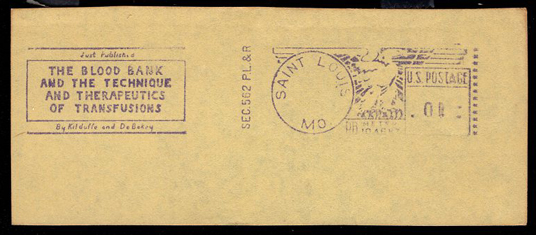 Just Published
THE BLOOD BANK
AND THE TECHNIQUE
AND THERAPEUTICS
OF TRANSFUSIONS
By Kilduffe and DeBakey
SEC.562 P.L.&R
SAINT LOUIS
MO
U.S. POSTAGE
.01